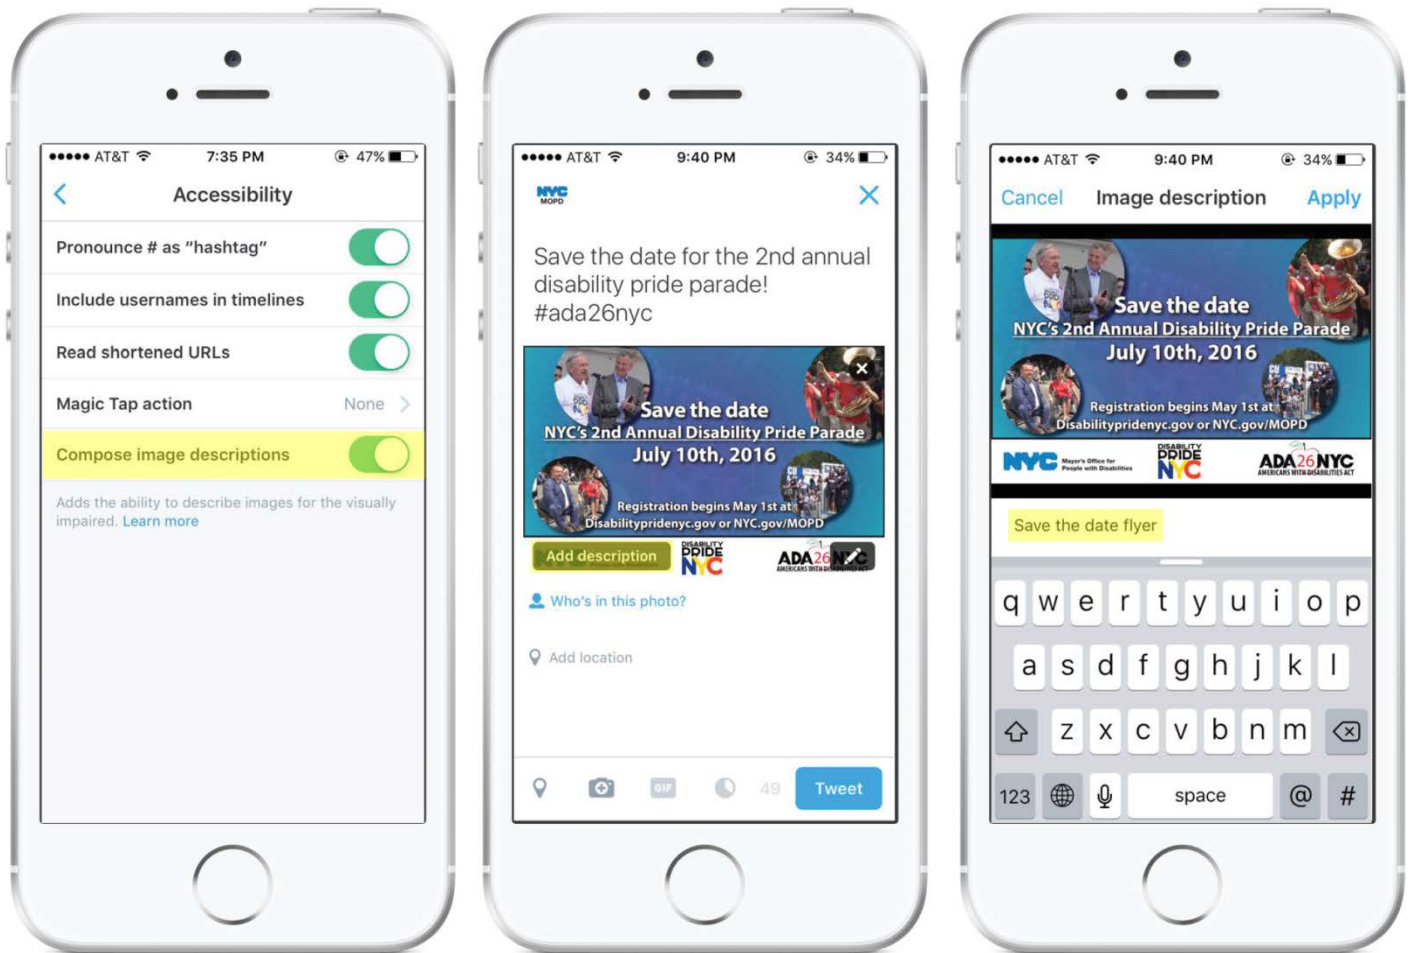 AT&T 7:35 PM 47%
Accessibility
Pronounce # as “hashtag”
Include usernames in timelines
Read shortened URLs
Magic Tap action None
Compose image descriptions
Adds the ability to describe images for the visually
impaired. Learn more
AT&T 9:40 PM 34%
NYC
MOPD
Save the date for the 2nd annual
disability pride parade!
#ada26nyc
Save the date
NYC's 2nd Annual Disability Pride Parade
July 10th, 2016
Registration begins May 1st at
Disabilitypridenyc.gov or NYC.gov/MOPD
Add description
DISABILITY
PRIDE
NYC
ADA26NYC
AMERICANS WITH DISABILITIES ACT
Who's in this photo?
Add location
GIF 49 Tweet
AT&T 9:40 PM 34%
Cancel Image description Apply
Save the date
NYC's 2nd Annual Disability Pride Parade
July 10th, 2016
Registration begins May 1st at
Disabilitypridenyc.gov or NYC.gov/MOPD
NYC Mayor's Office for
People with Disabilities
DISABILITY
PRIDE
NYC
ADA26NYC
AMERICANS WITH DISABILITIES ACT
Save the date flyer
q w e r t y u i o p
a s d f g h j k l
z x c v b n m
123 space @ #